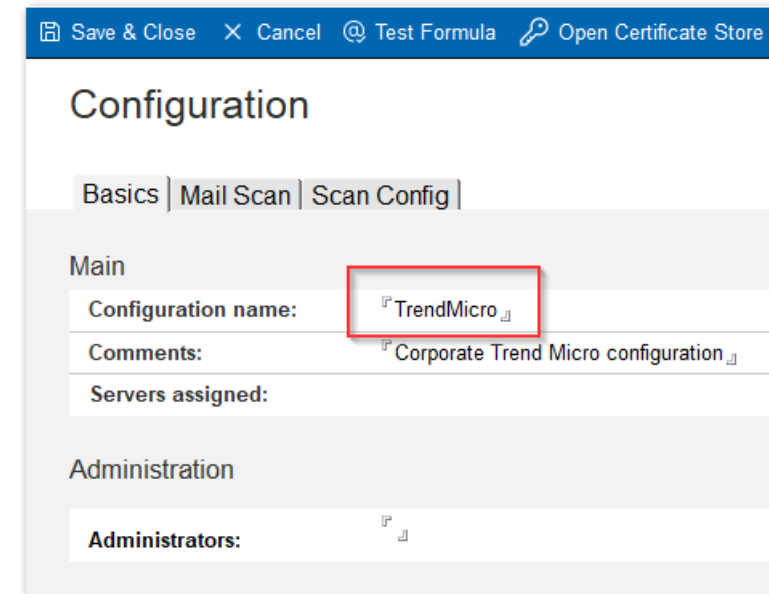 Save & Close Cancel Test Formula Open Certificate Store
Configuration
Basics Mail Scan Scan Config
Main
Configuration name: TrendMicro
Comments: Corporate Trend Micro configuration
Servers assigned:
Administration
Administrators: